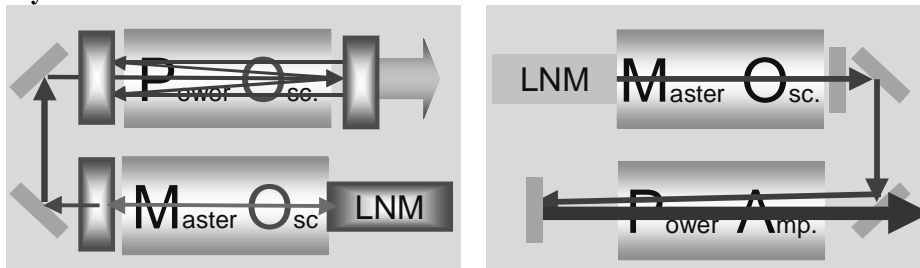 Power Osc.
Master Osc
LNM
LNM
Master Osc.
Power Amp.